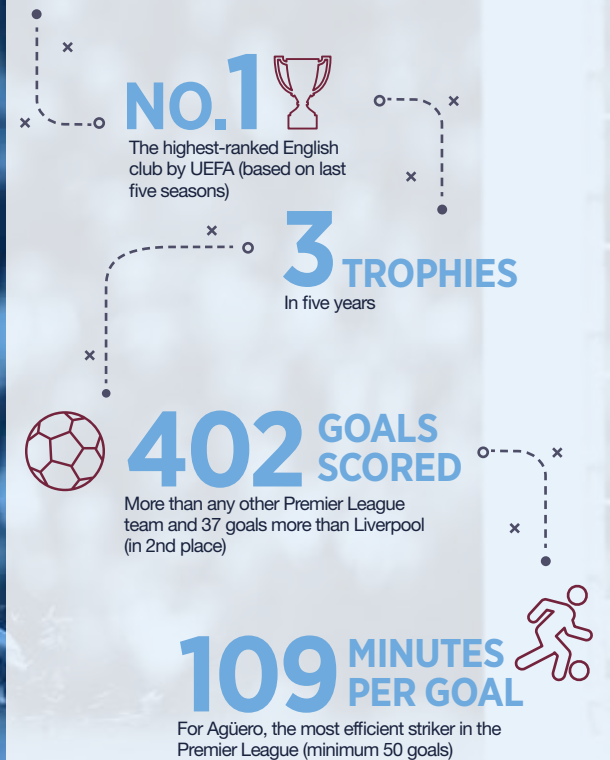 NO.1
The highest-ranked English
club by UEFA (based on last
five seasons)
3 TROPHIES
In five years
402 GOALS
SCORED
More than any other Premier League
team and 37 goals more than Liverpool
(in 2nd place)
109 MINUTES
PER GOAL
For Agüero, the most efficient striker in the
Premier League (minimum 50 goals)